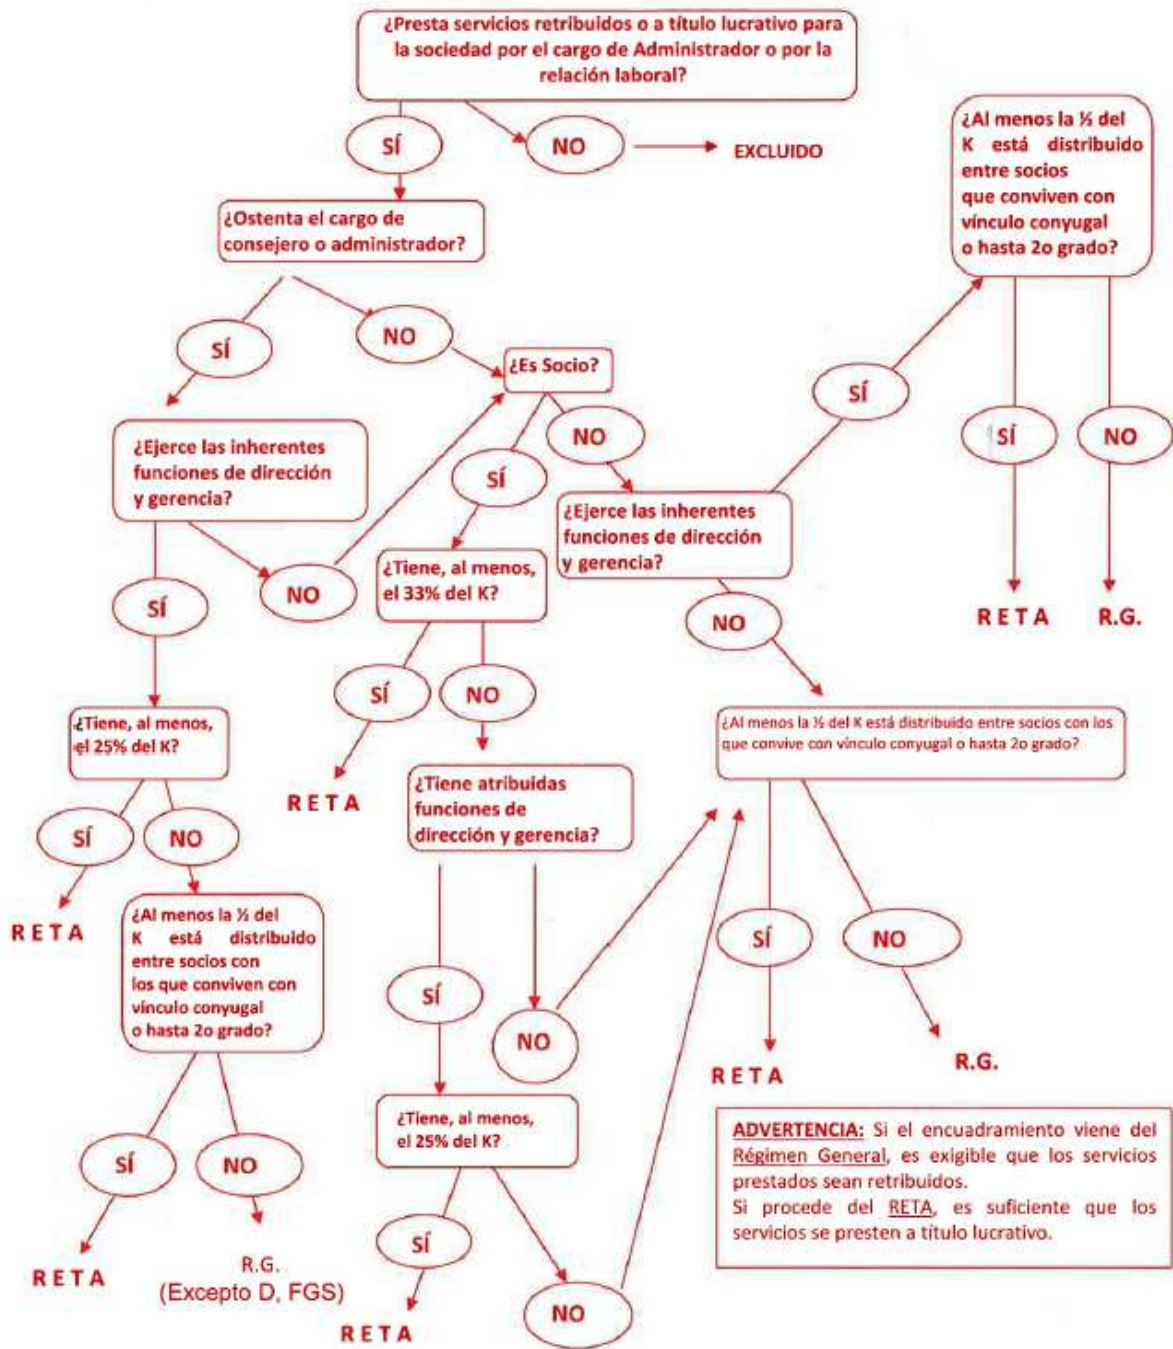 ¿Presta servicios retribuidos o a título lucrativo para
la sociedad por el cargo de Administrador o por la
relación laboral?
SÍ
NO
EXCLUIDO
¿Ostenta el cargo de
consejero o administrador?
SÍ
NO
¿Es Socio?
¿Ejerce las inherentes
funciones de dirección
y gerencia?
SÍ
NO
SÍ
NO
¿Tiene, al menos,
el 25% del K?
SÍ
NO
RETA
¿Al menos la ½ del
K está distribuido
entre socios con
los que conviven con
vínculo conyugal
o hasta 2o grado?
SÍ
NO
RETA
R.G.
(Excepto D, FGS)
¿Tiene, al menos,
el 33% del K?
SÍ
NO
RETA
¿Tiene atribuidas
funciones de
dirección y gerencia?
SÍ
NO
¿Tiene, al menos,
el 25% del K?
SÍ
NO
RETA
¿Ejerce las inherentes
funciones de dirección
y gerencia?
SÍ
NO
¿Al menos la ½ del
K está distribuido
entre socios
que conviven con
vínculo conyugal
o hasta 2o grado?
SÍ
NO
RETA
R.G.
¿Al menos la ½ del K está distribuido entre socios con los
que convive con vínculo conyugal o hasta 2o grado?
SÍ
NO
RETA
R.G.
ADVERTENCIA: Si el encuadramiento viene del
Régimen General, es exigible que los servicios
prestados sean retribuidos.
Si procede del RETA, es suficiente que los
servicios se presten a título lucrativo.